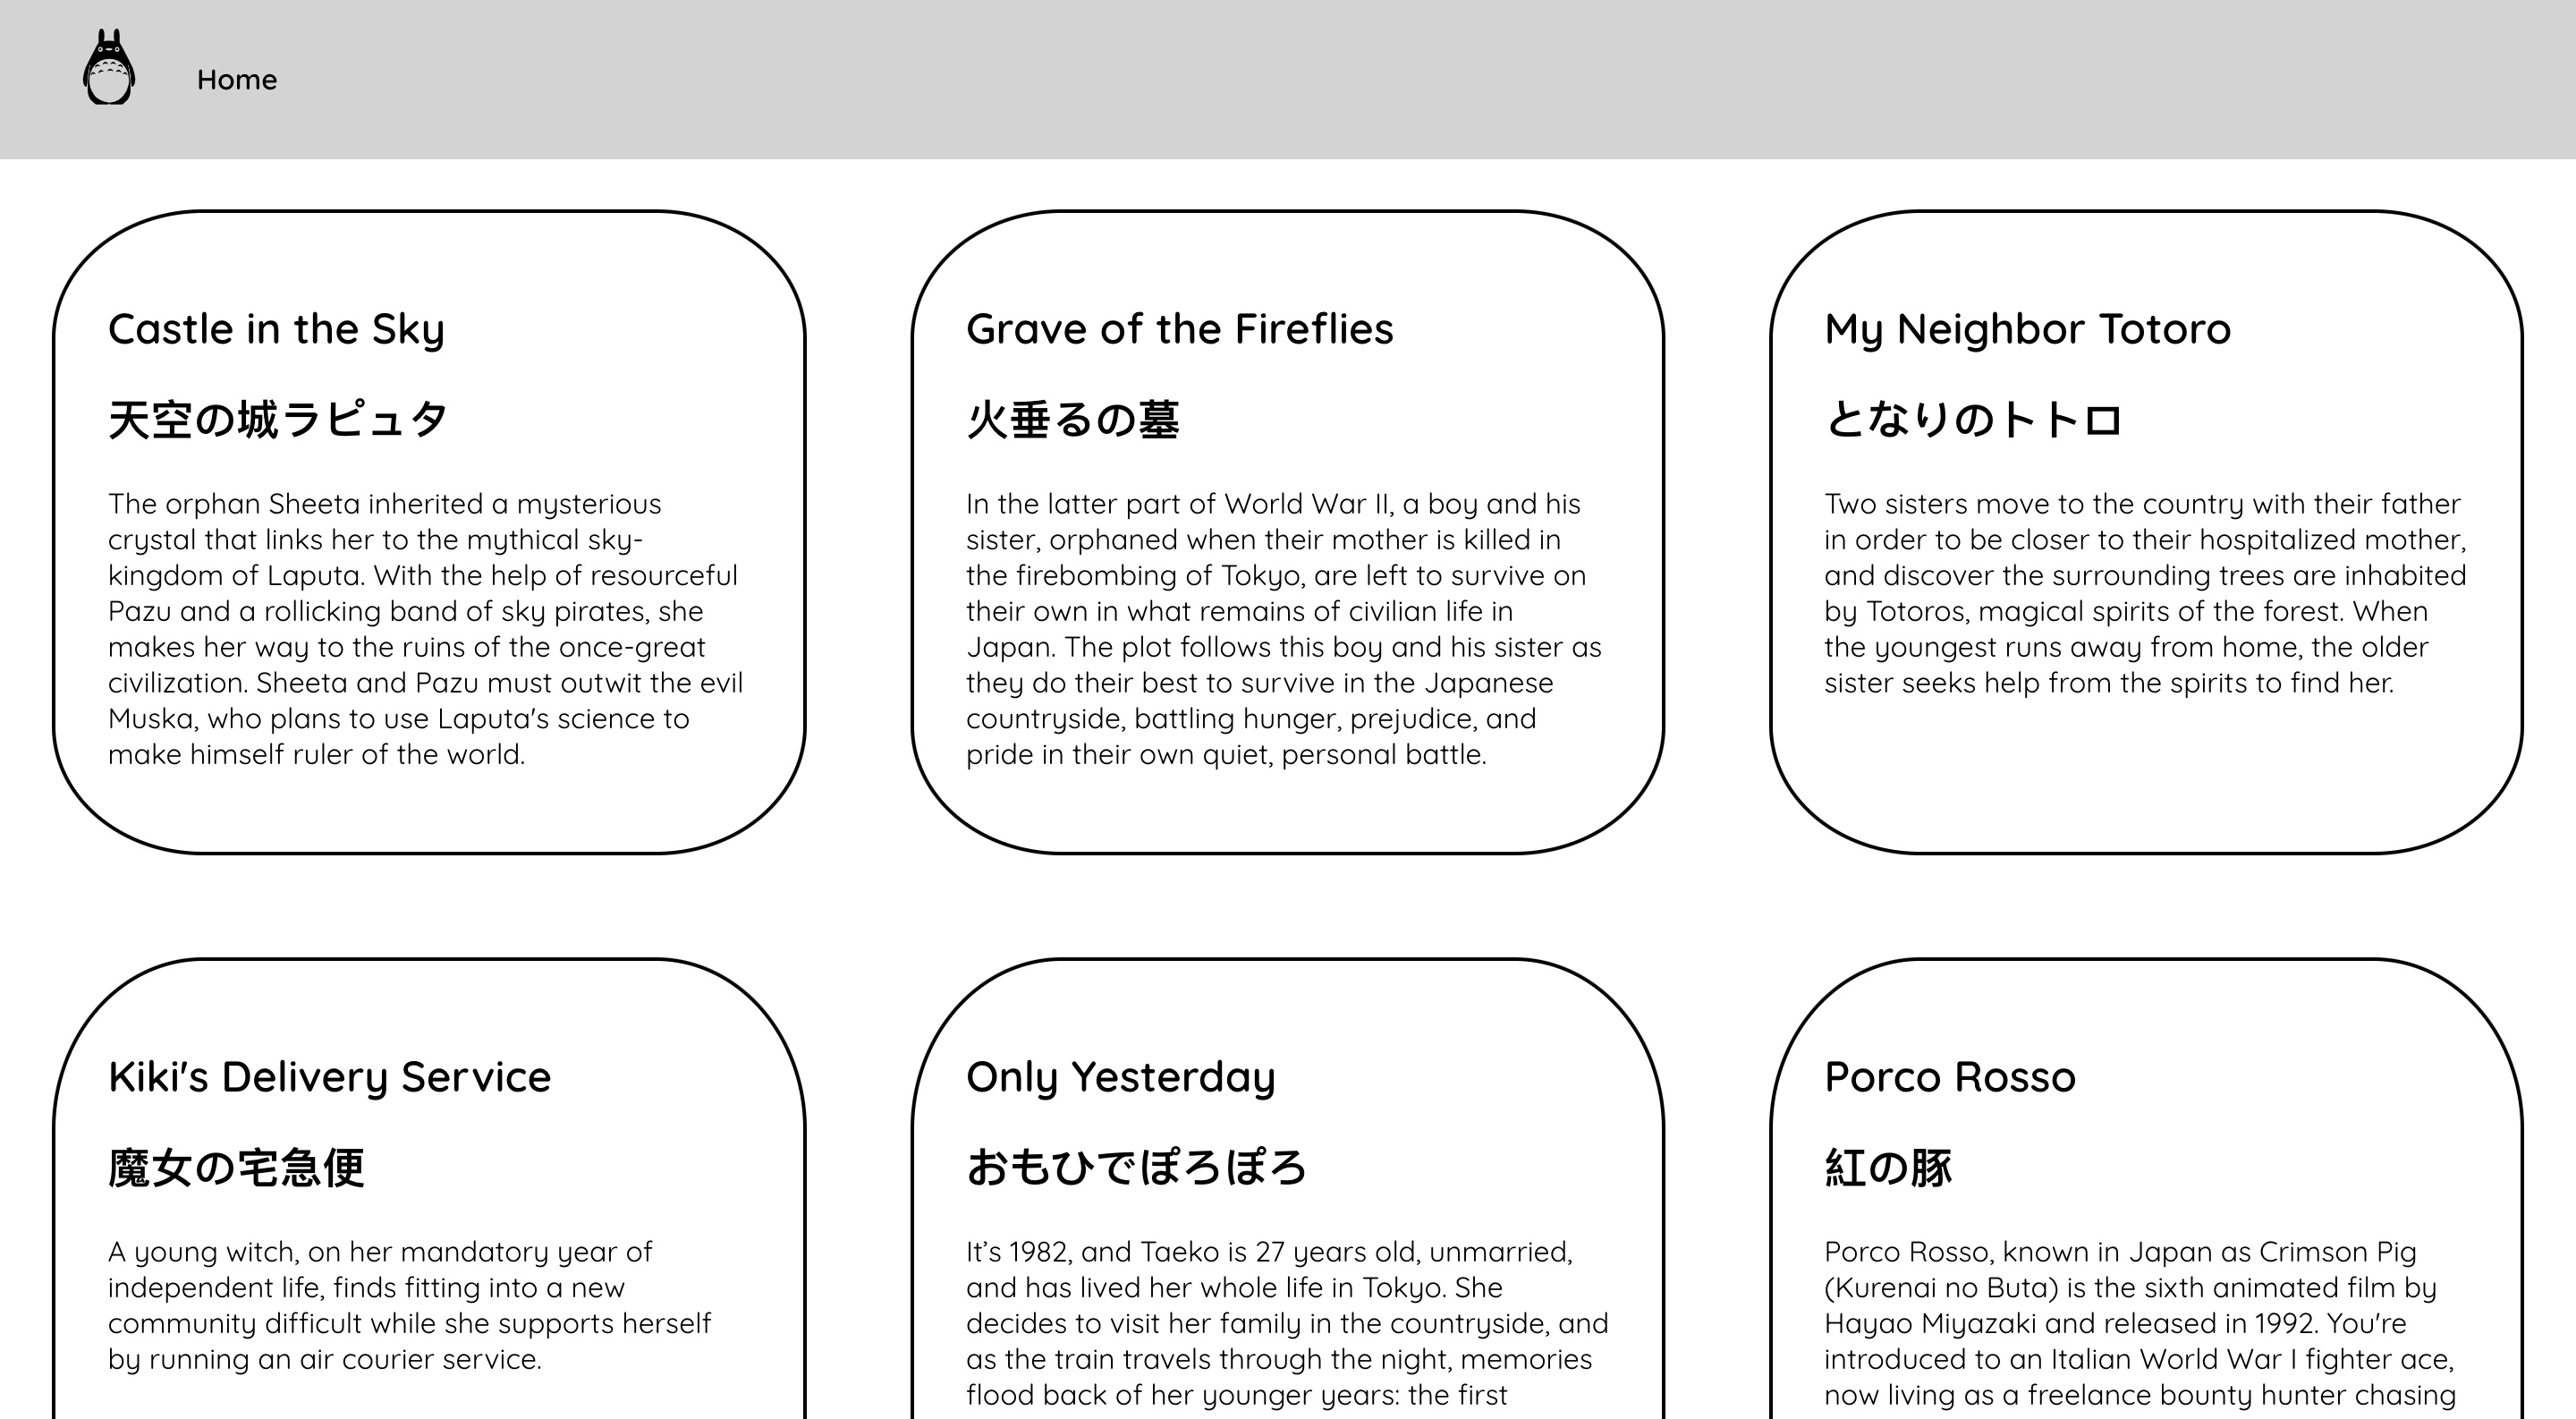 Home
Castle in the Sky
天空の城ラピュタ
The orphan Sheeta inherited a mysterious
crystal that links her to the mythical sky-
kingdom of Laputa. With the help of resourceful
Pazu and a rollicking band of sky pirates, she
makes her way to the ruins of the once-great
civilization. Sheeta and Pazu must outwit the evil
Muska, who plans to use Laputa's science to
make himself ruler of the world.
Grave of the Fireflies
火垂るの墓
In the latter part of World War II, a boy and his
sister, orphaned when their mother is killed in
the firebombing of Tokyo, are left to survive on
their own in what remains of civilian life in
Japan. The plot follows this boy and his sister as
they do their best to survive in the Japanese
countryside, battling hunger, prejudice, and
pride in their own quiet, personal battle.
My Neighbor Totoro
となりのトトロ
Two sisters move to the country with their father
in order to be closer to their hospitalized mother,
and discover the surrounding trees are inhabited
by Totoros, magical spirits of the forest. When
the youngest runs away from home, the older
sister seeks help from the spirits to find her.
Kiki's Delivery Service
魔女の宅急便
A young witch, on her mandatory year of
independent life, finds fitting into a new
community difficult while she supports herself
by running an air courier service.
Only Yesterday
おもひでぽろぽろ
It’s 1982, and Taeko is 27 years old, unmarried,
and has lived her whole life in Tokyo. She
decides to visit her family in the countryside, and
as the train travels through the night, memories
flood back of her younger years: the first
Porco Rosso
紅の豚
Porco Rosso, known in Japan as Crimson Pig
(Kurenai no Buta) is the sixth animated film by
Hayao Miyazaki and released in 1992. You're
introduced to an Italian World War I fighter ace,
now living as a freelance bounty hunter chasing